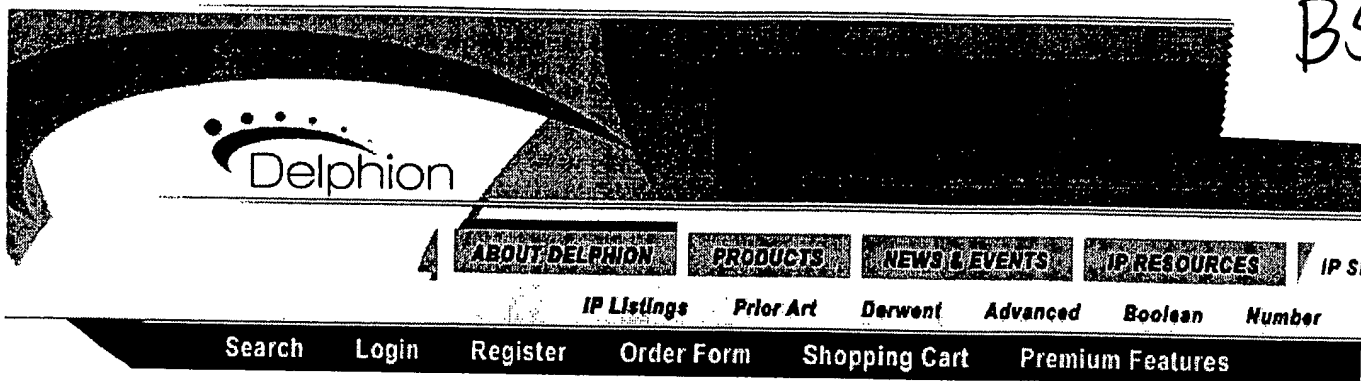 Delphion
ABOUT DELPHION PRODUCTS NEWS & EVENTS IP RESOURCES
IP Listings Prior Art Derwent Advanced Boolean Number
Search Login Register Order Form Shopping Cart Premium Features